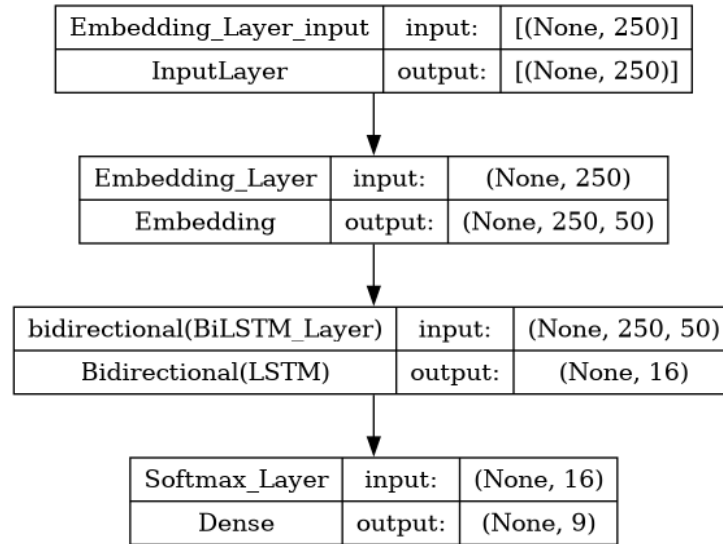 Embedding_Layer_input input: [(None, 250)]
InputLayer output: [(None, 250)]
Embedding_Layer input: (None, 250)
Embedding output: (None, 250, 50)
bidirectional(BiLSTM_Layer) input: (None, 250, 50)
Bidirectional(LSTM) output: (None, 16)
Softmax_Layer input: (None, 16)
Dense output: (None, 9)